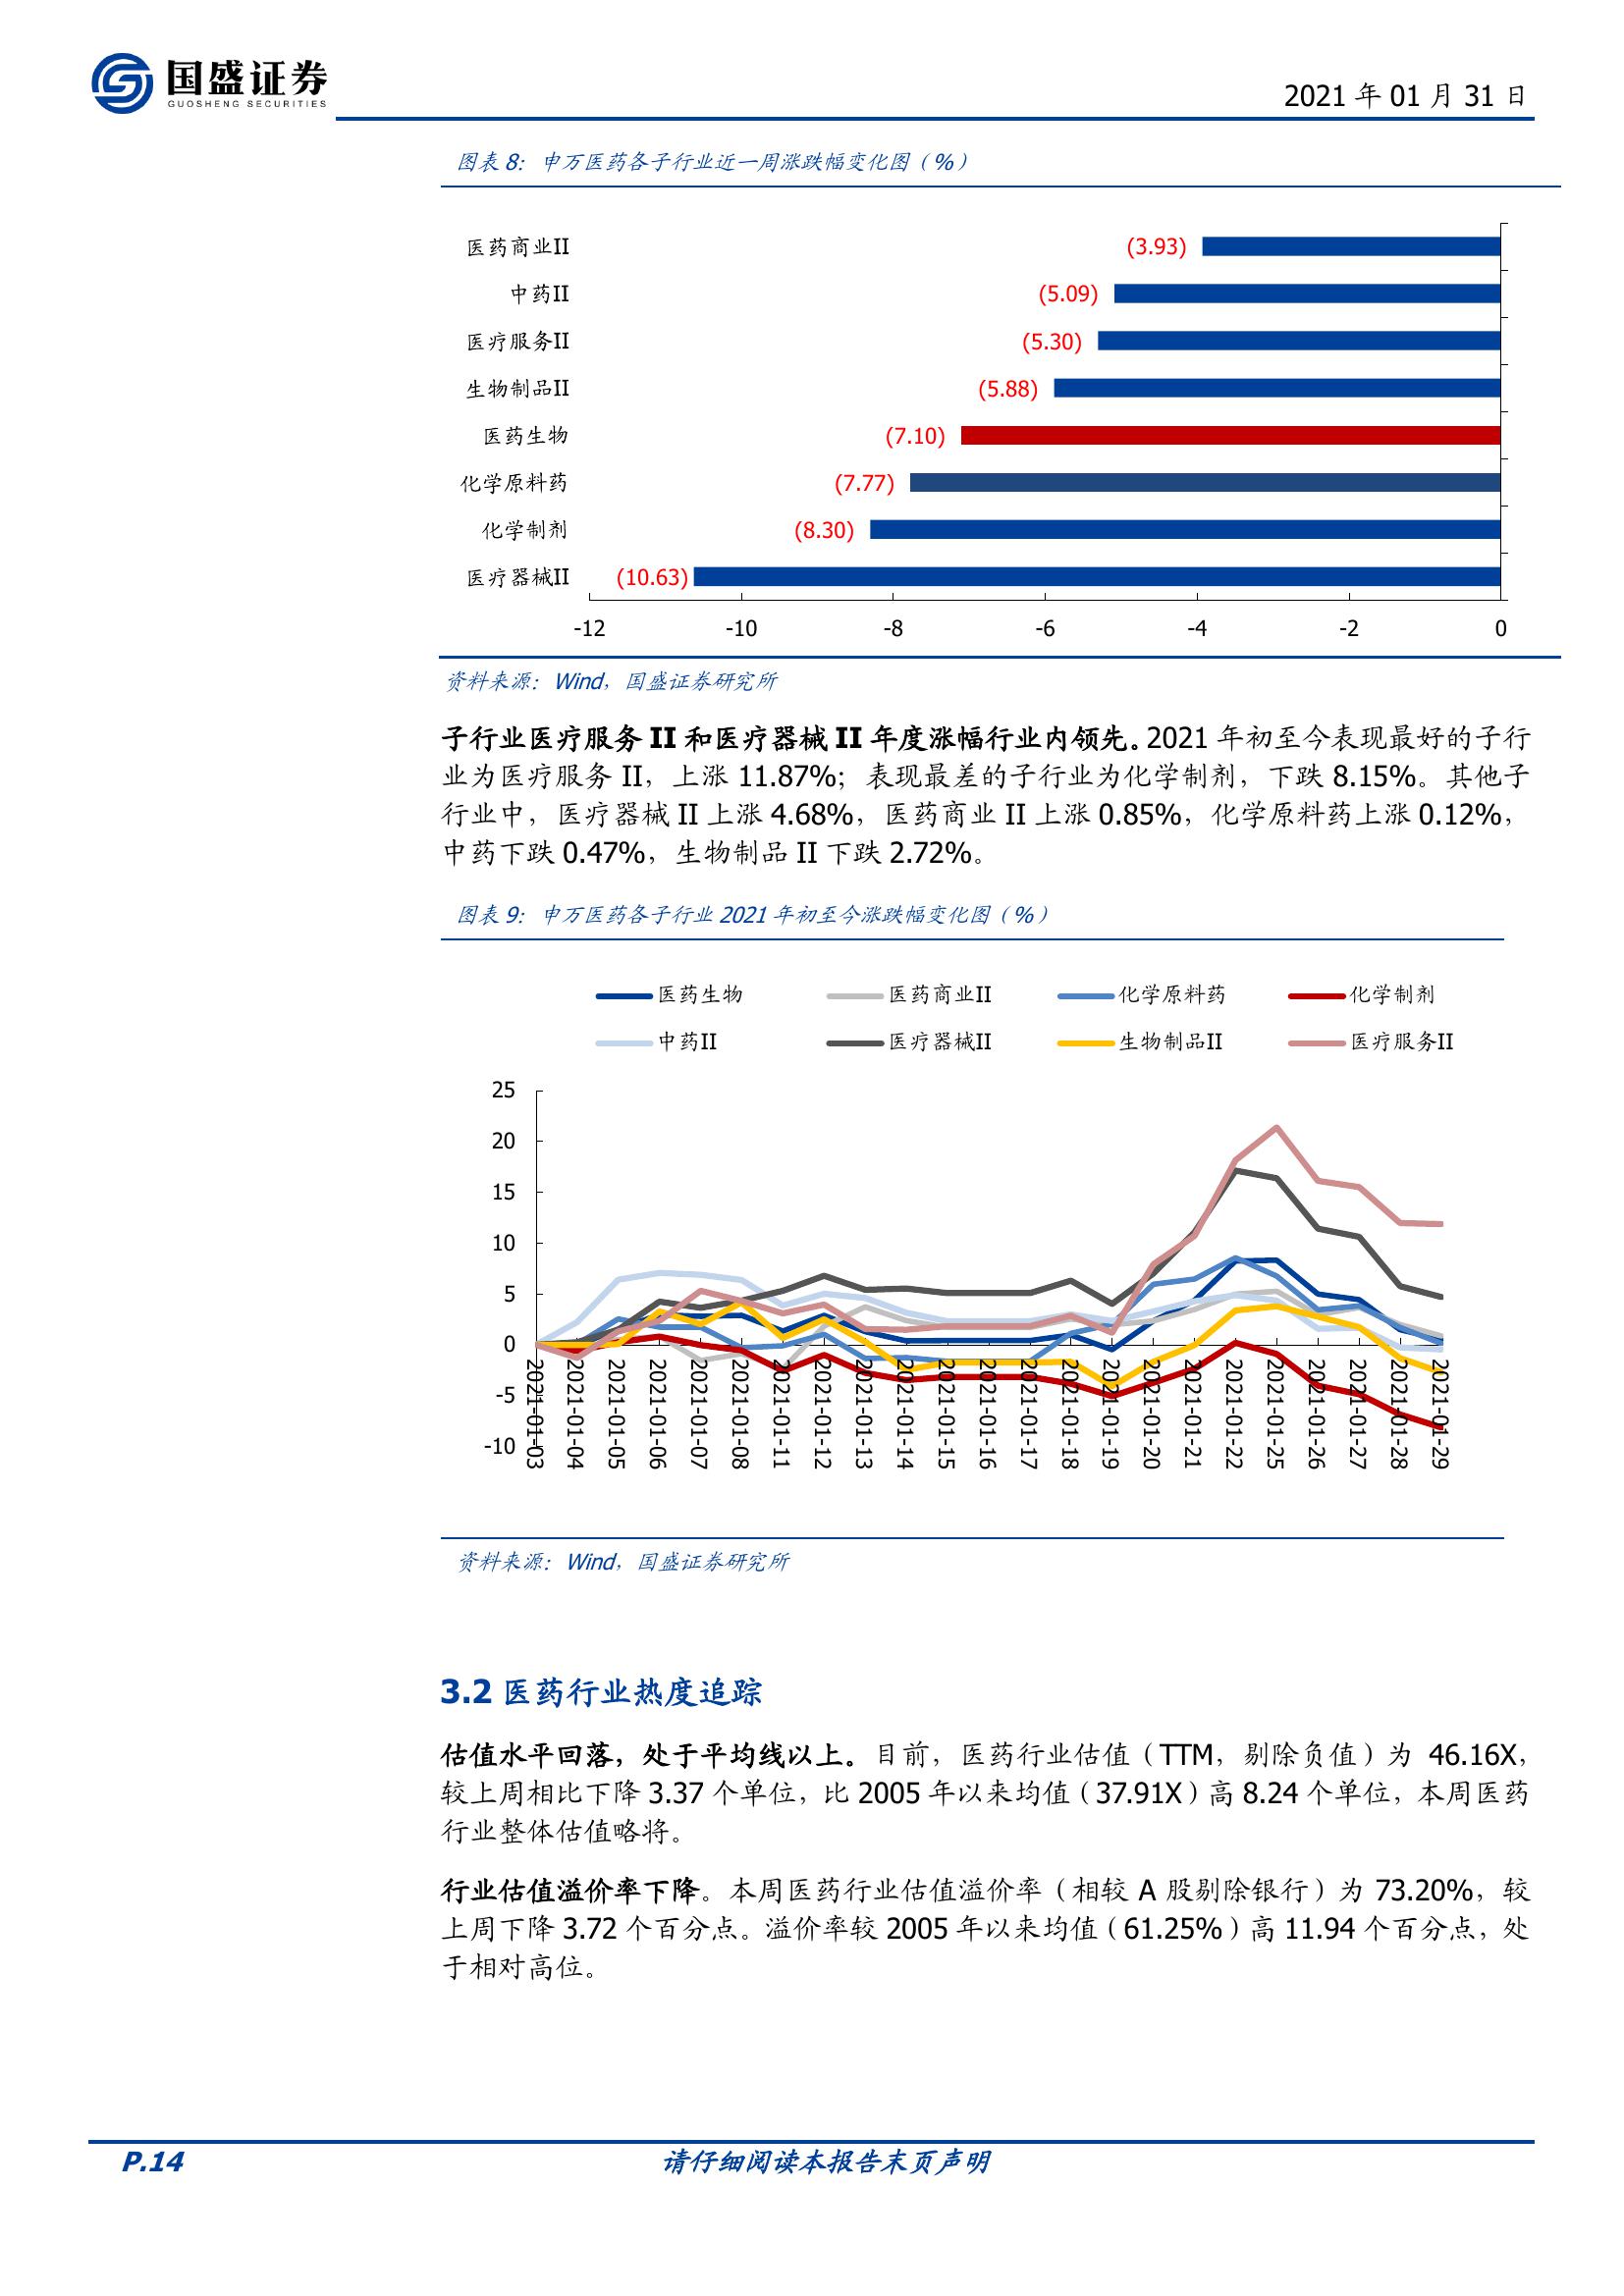 国盛证券
GUOSHENG SECURITIES
2021 年 01 月 31 日
图表 8：申万医药各子行业近一周涨跌幅变化图（%）
医药商业II (3.93)
中药II (5.09)
医疗服务II (5.30)
生物制品II (5.88)
医药生物 (7.10)
化学原料药 (7.77)
化学制剂 (8.30)
医疗器械II (10.63)
-12 -10 -8 -6 -4 -2 0
资料来源：Wind，国盛证券研究所
子行业医疗服务 II 和医疗器械 II 年度涨幅行业内领先。2021 年初至今表现最好的子行
业为医疗服务 II，上涨 11.87%；表现最差的子行业为化学制剂，下跌 8.15%。其他子
行业中，医疗器械 II 上涨 4.68%，医药商业 II 上涨 0.85%，化学原料药上涨 0.12%，
中药下跌 0.47%，生物制品 II 下跌 2.72%。
图表 9：申万医药各子行业 2021 年初至今涨跌幅变化图（%）
医药生物 医药商业II 化学原料药 化学制剂
中药II 医疗器械II 生物制品II 医疗服务II
25
20
15
10
5
0
-5
-10
2021-01-03
2021-01-04
2021-01-05
2021-01-06
2021-01-07
2021-01-08
2021-01-11
2021-01-12
2021-01-13
2021-01-14
2021-01-15
2021-01-16
2021-01-17
2021-01-18
2021-01-19
2021-01-20
2021-01-21
2021-01-22
2021-01-25
2021-01-26
2021-01-27
2021-01-28
2021-01-29
资料来源：Wind，国盛证券研究所
3.2 医药行业热度追踪
估值水平回落，处于平均线以上。目前，医药行业估值（TTM，剔除负值）为 46.16X，
较上周相比下降 3.37 个单位，比 2005 年以来均值（37.91X）高 8.24 个单位，本周医药
行业整体估值略将。
行业估值溢价率下降。本周医药行业估值溢价率（相较 A 股剔除银行）为 73.20%，较
上周下降 3.72 个百分点。溢价率较 2005 年以来均值（61.25%）高 11.94 个百分点，处
于相对高位。
P.14 请仔细阅读本报告末页声明